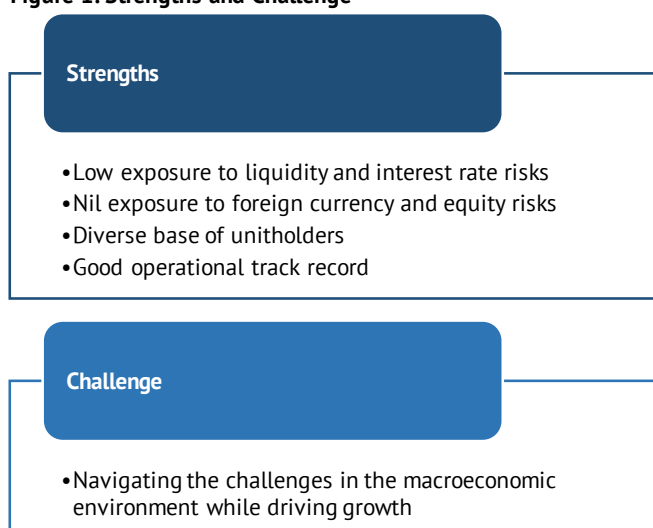 Figure 1: Strengths and Challenge
Strengths
•Low exposure to liquidity and interest rate risks
•Nil exposure to foreign currency and equity risks
•Diverse base of unitholders
•Good operational track record
Challenge
•Navigating the challenges in the macroeconomic
environment while driving growth